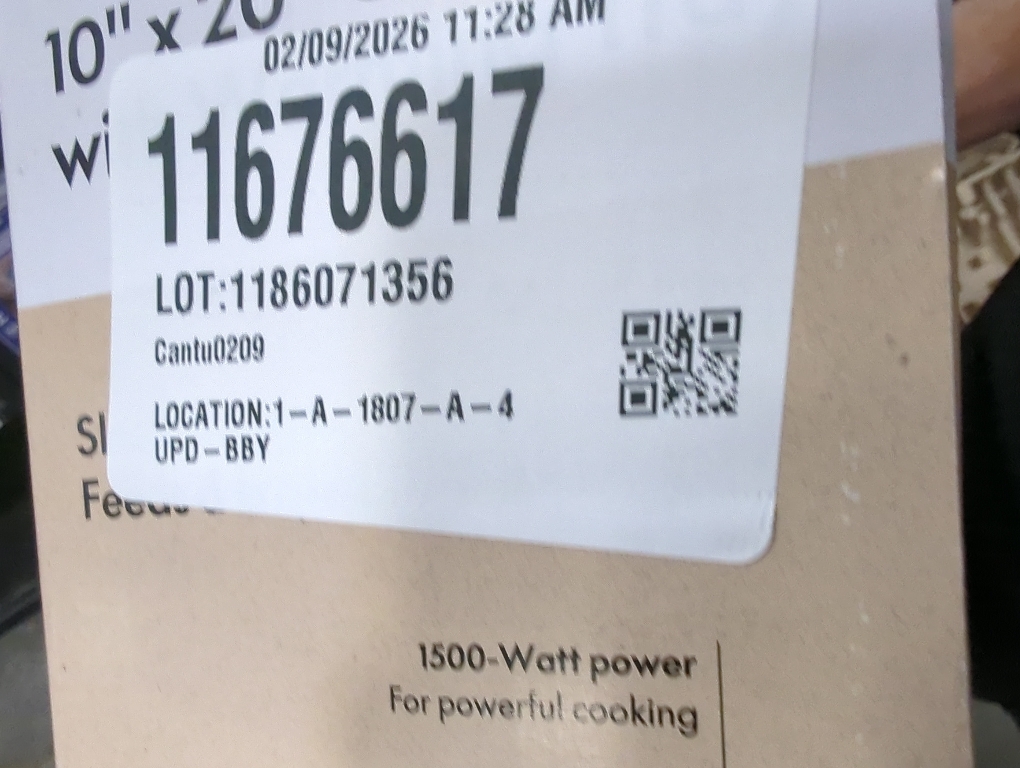 10" x 20
02/09/2026 11:28 AM
wi
11676617
LOT:1186071356
Cantu0209
LOCATION:1-A-1807-A-4
UPD-BBY
1500-Watt power
For powerful cooking